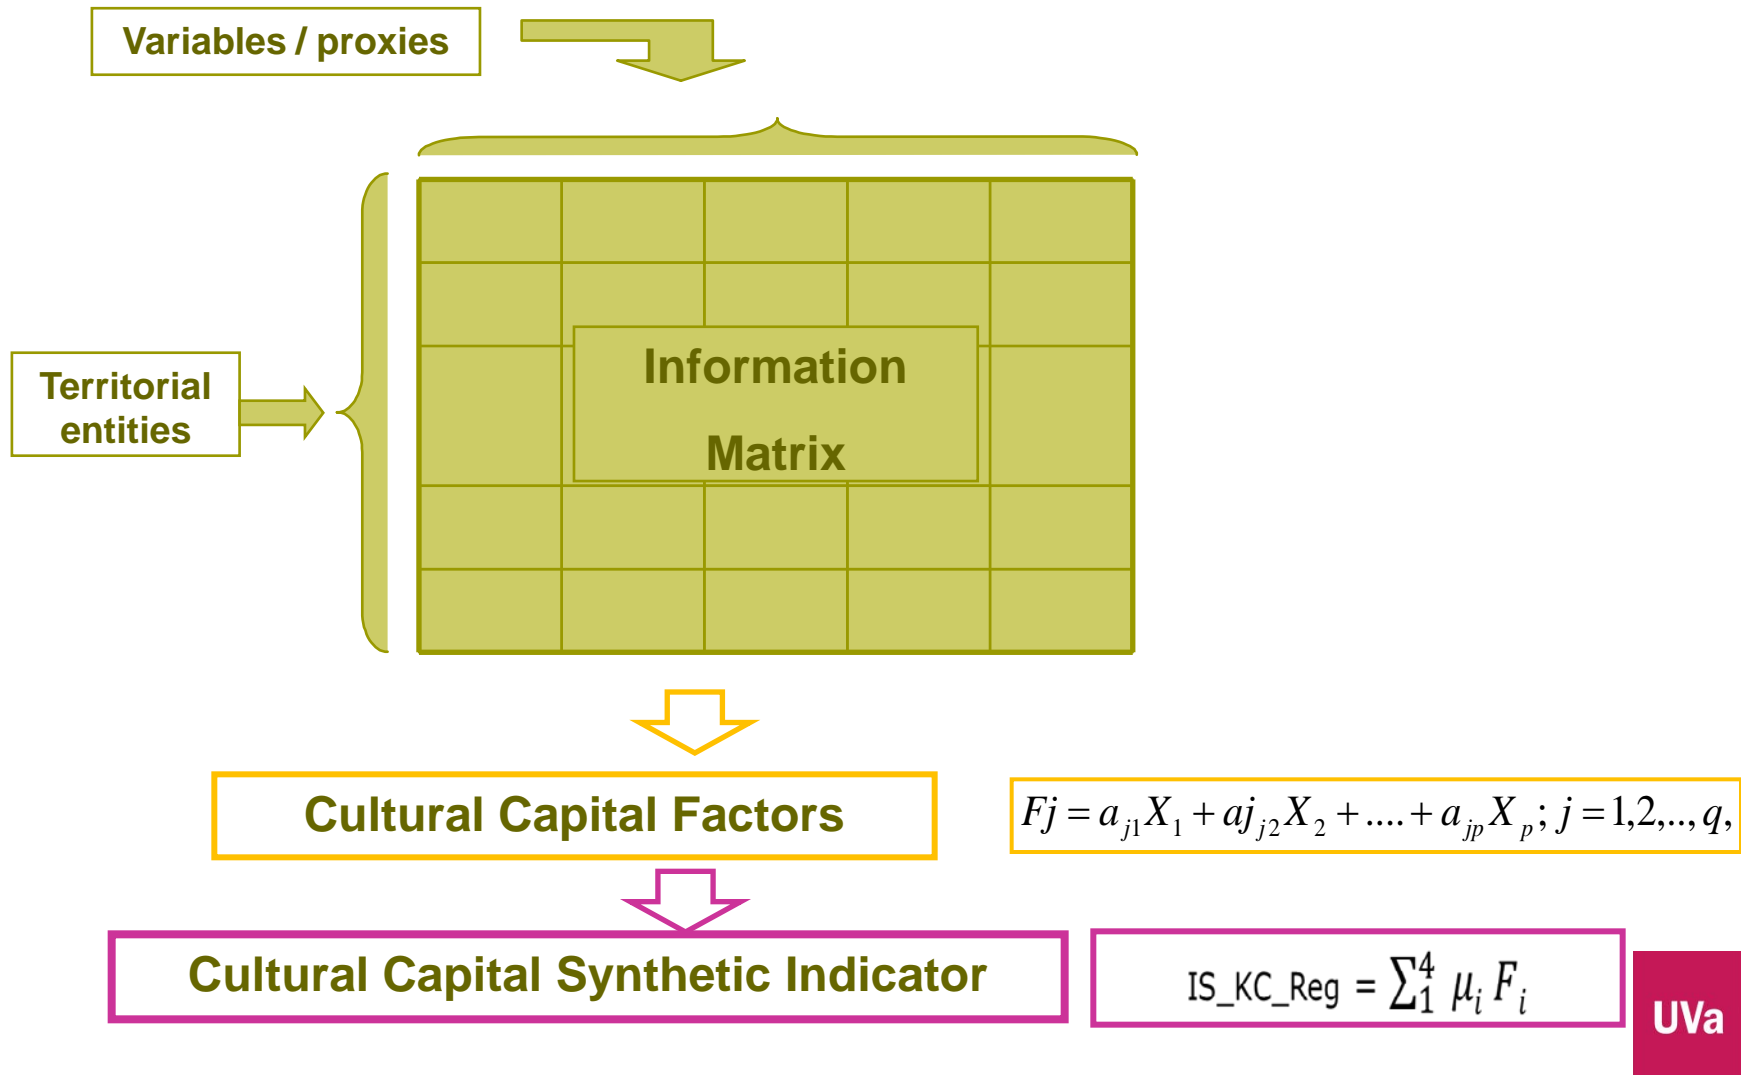 Variables / proxies
Territorial
entities
Information
Matrix
Cultural Capital Factors
Fj = a_{j1}X_1 + aj_{j2}X_2 + .... + a_{jp}X_p; j = 1,2,.., q,
Cultural Capital Synthetic Indicator
IS_KC_Reg = ∑_1^4 μ_i F_i
UVa